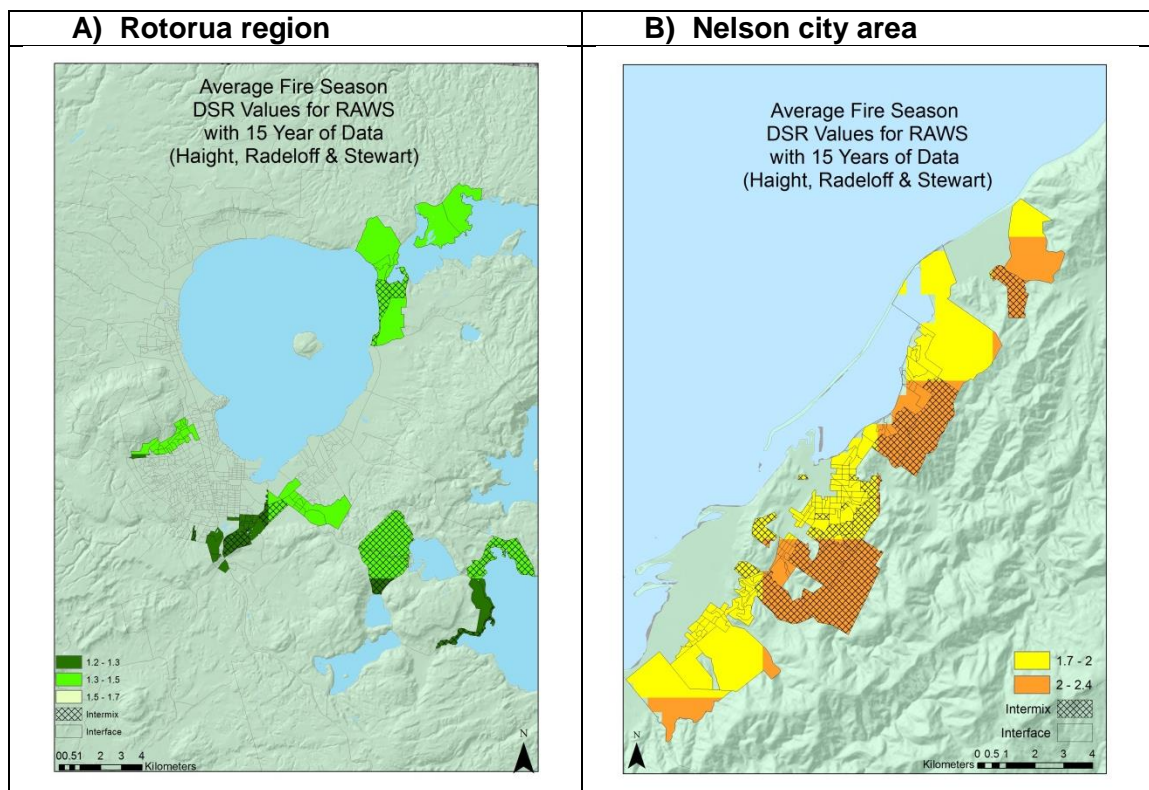 A) Rotorua region
B) Nelson city area
Average Fire Season
DSR Values for RAWS
with 15 Year of Data
(Haight, Radeloff & Stewart)
1.2 - 1.3
1.3 - 1.5
1.5 - 1.7
Intermix
Interface
00.51 2 3 4
Kilometers
N
Average Fire Season
DSR Values for RAWS
with 15 Years of Data
(Haight, Radeloff & Stewart)
1.7 - 2
2 - 2.4
Intermix
Interface
N
0 0.5 1 2 3 4
Kilometers